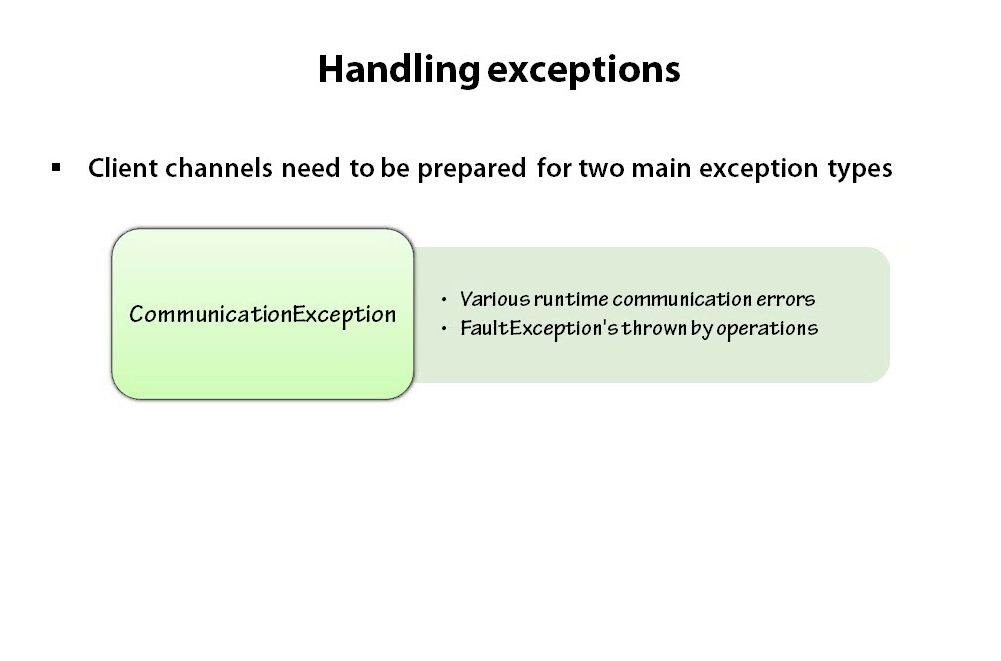 Handling exceptions
▪ Client channels need to be prepared for two main exception types
CommunicationException
• Various runtime communication errors
• FaultException's thrown by operations